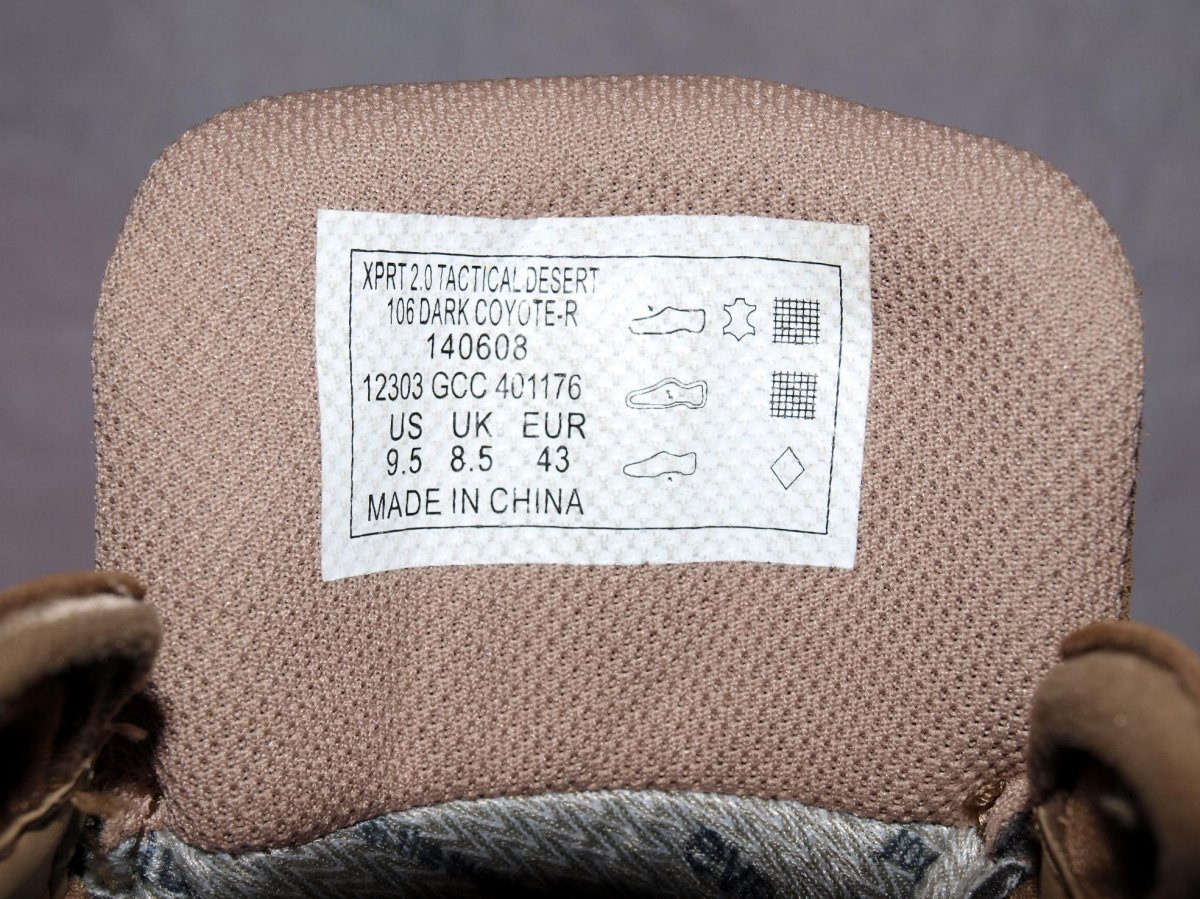 XPRT 2.0 TACTICAL DESERT
106 DARK COYOTE-R
140608
12303 GCC 401176
US UK EUR
9.5 8.5 43
MADE IN CHINA